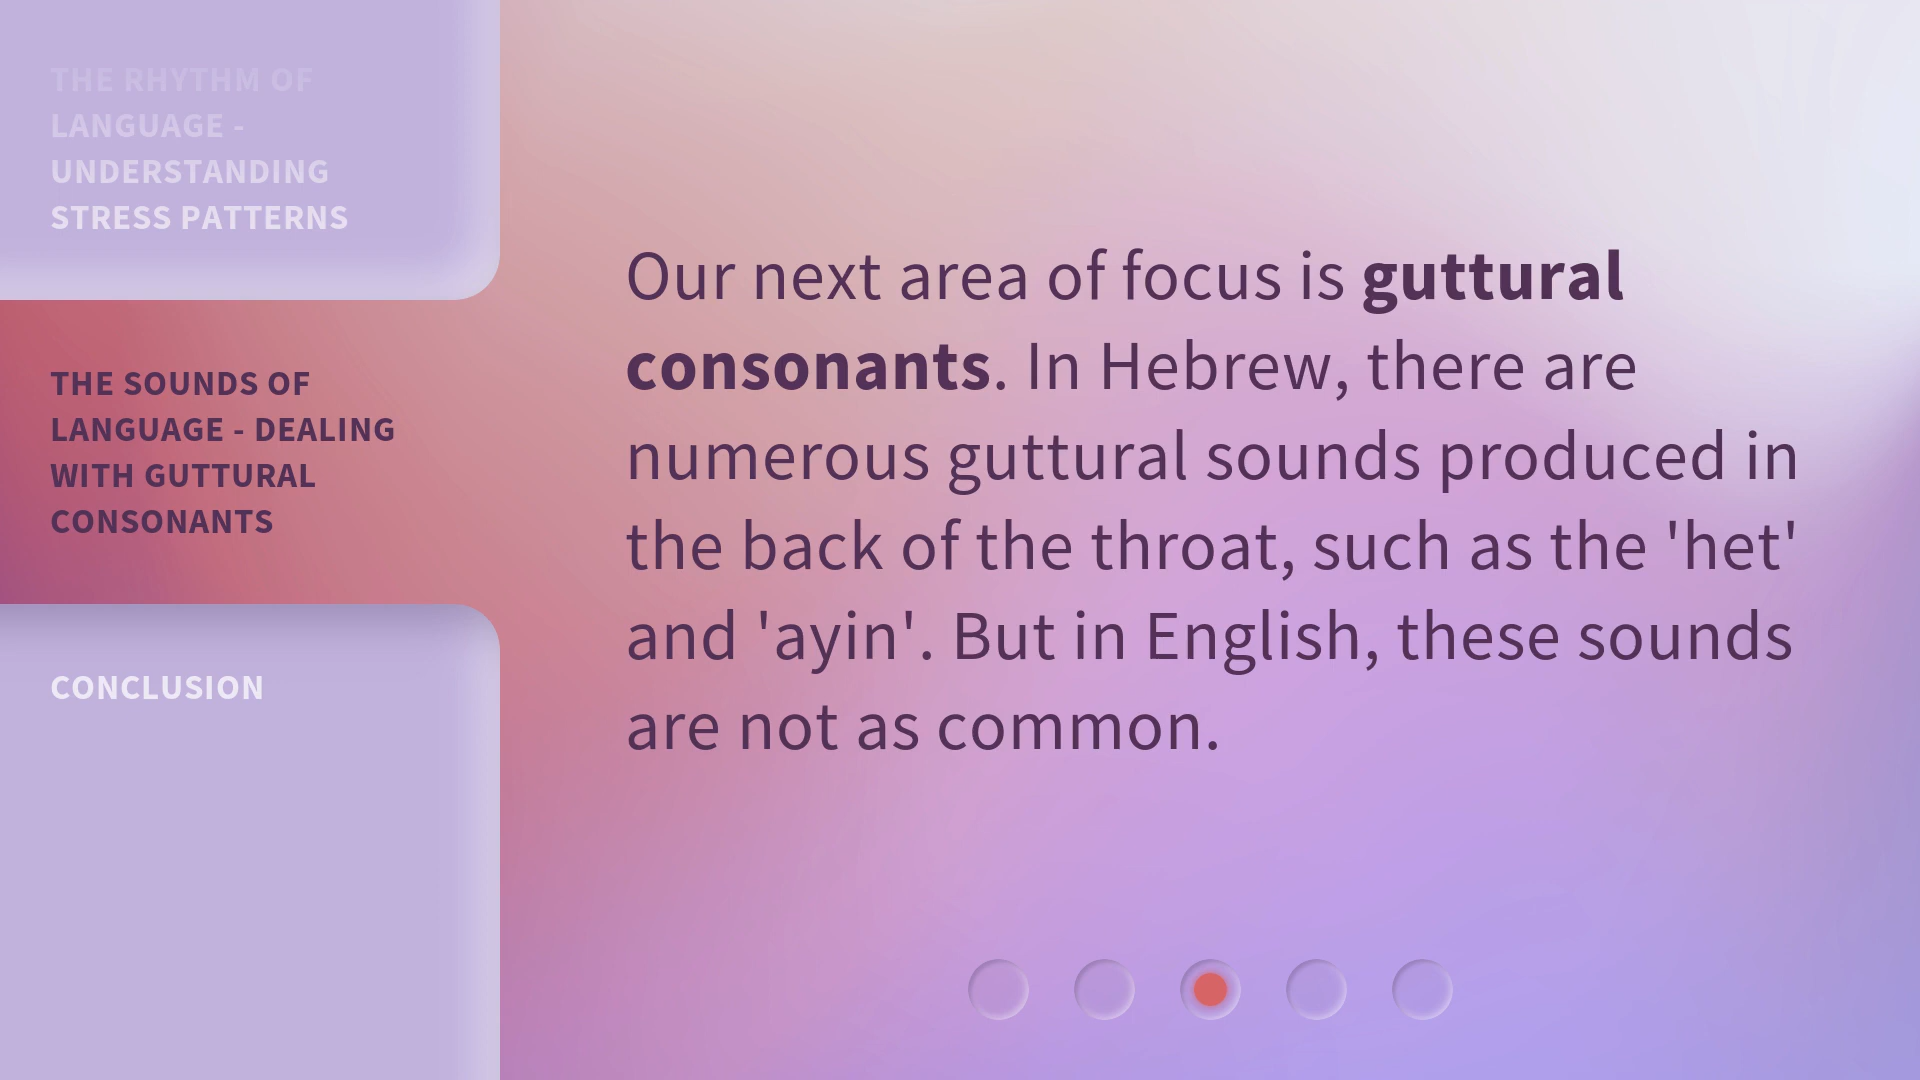 THE RHYTHM OF
LANGUAGE -
UNDERSTANDING
STRESS PATTERNS
THE SOUNDS OF
LANGUAGE - DEALING
WITH GUTTURAL
CONSONANTS
CONCLUSION
Our next area of focus is guttural
consonants. In Hebrew, there are
numerous guttural sounds produced in
the back of the throat, such as the 'het'
and 'ayin'. But in English, these sounds
are not as common.